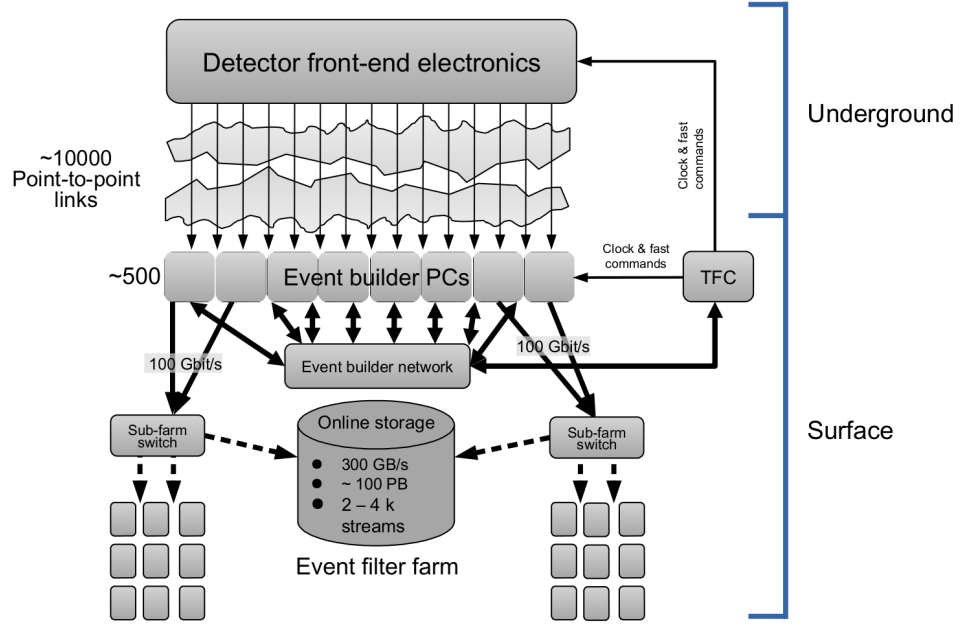 Detector front-end electronics
Underground
~10000
Point-to-point
links
Clock & fast
commands
~500
Event builder PCs
Clock & fast
commands
TFC
100 Gbit/s
100 Gbit/s
Event builder network
Sub-farm
switch
Online storage
● 300 GB/s
● ~ 100 PB
● 2 – 4 k
streams
Sub-farm
switch
Surface
Event filter farm